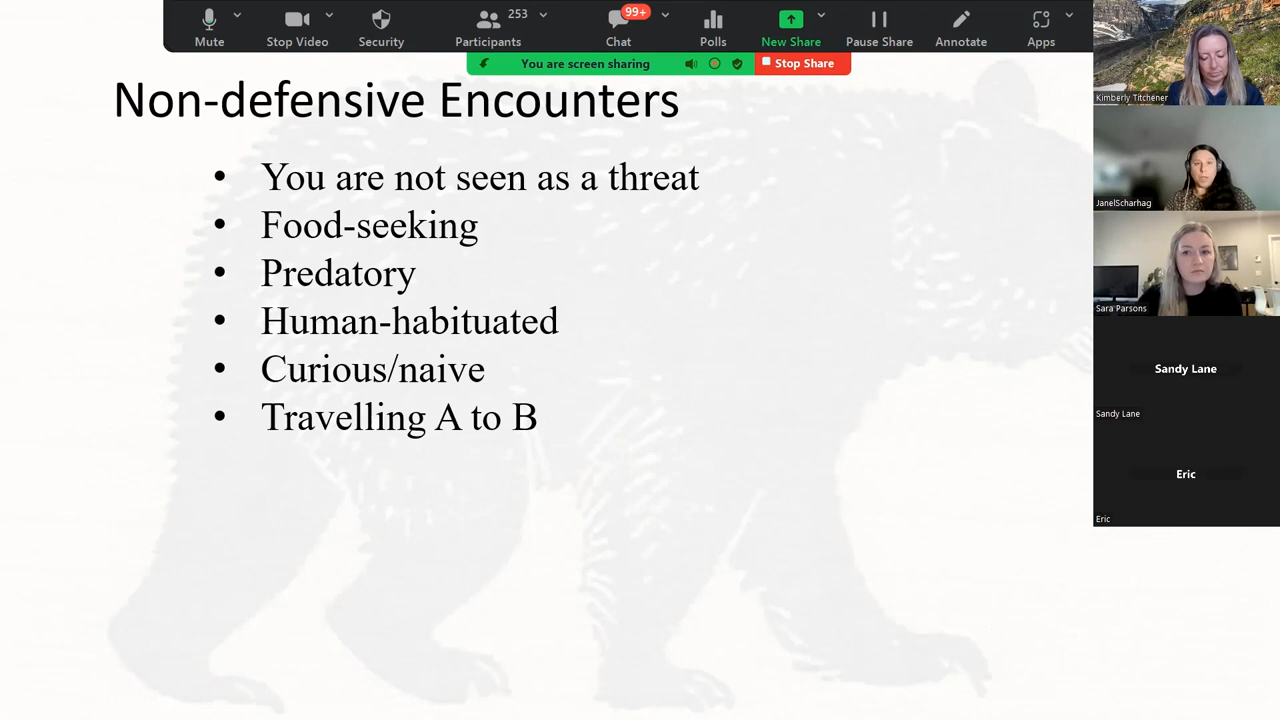 Mute
Stop Video
Security
253
Participants
99+
Chat
Polls
New Share
Pause Share
Annotate
Apps
You are screen sharing
Stop Share
Non-defensive Encounters
• You are not seen as a threat
• Food-seeking
• Predatory
• Human-habituated
• Curious/naive
• Travelling A to B
Kimberly Titchener
JanelScharhag
Sara Parsons
Sandy Lane
Sandy Lane
Eric
Eric